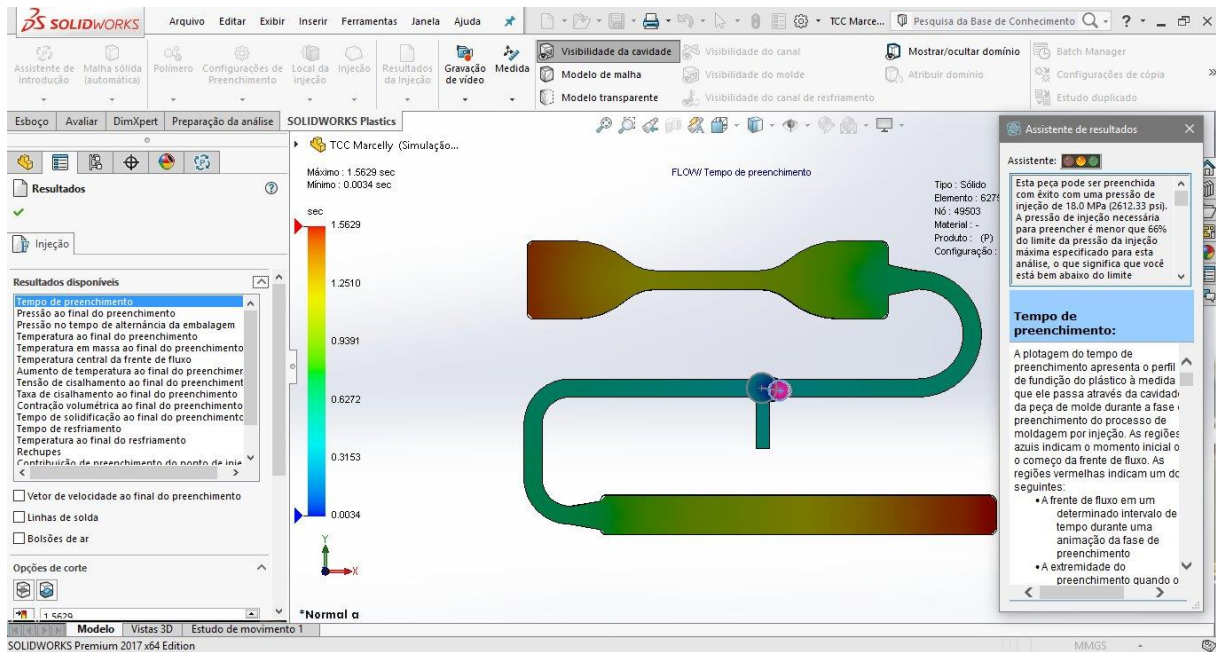 SOLIDWORKS
Arquivo Editar Exibir Inserir Ferramentas Janela Ajuda
TCC Marce...
Pesquisa da Base de Conhecimento
Assistente de introdução
Malha sólida (automática)
Polímero
Configurações de Preenchimento
Local da injeção
Injeção
Resultados da Injeção
Gravação de vídeo
Medida
Visibilidade da cavidade
Modelo de malha
Modelo transparente
Visibilidade do canal
Visibilidade do molde
Visibilidade do canal de resfriamento
Mostrar/ocultar domínio
Atribuir domínio
Batch Manager
Configurações de cópia
Estudo duplicado
Esboço Avaliar DimXpert Preparação da análise SOLIDWORKS Plastics
Resultados
Injeção
Resultados disponíveis
Tempo de preenchimento
Pressão ao final do preenchimento
Pressão no tempo de alternância da embalagem
Temperatura ao final do preenchimento
Temperatura em massa ao final do preenchimento
Temperatura central da frente de fluxo
Aumento de temperatura ao final do preenchimer
Tensão de cisalhamento ao final do preenchiment
Taxa de cisalhamento ao final do preenchimento
Contração volumétrica ao final do preenchimento
Tempo de solidificação ao final do preenchimentc
Tempo de resfriamento
Temperatura ao final do resfriamento
Rechupes
Contribuição de preenchimento do ponto de inje
Vetor de velocidade ao final do preenchimento
Linhas de solda
Bolsões de ar
Opções de corte
1.5629
TCC Marcelly (Simulação...
Máximo : 1.5629 sec
Mínimo : 0.0034 sec
sec
1.5629
1.2510
0.9391
0.6272
0.3153
0.0034
Y
X
*Normal a
FLOW/ Tempo de preenchimento
Tipo : Sólido
Elemento : 6275
Nó : 49503
Material : -
Produto : (P)
Configuração :
Assistente de resultados
Assistente:
Esta peça pode ser preenchida
com êxito com uma pressão de
injeção de 18.0 MPa (2612.33 psi).
A pressão de injeção necessária
para preencher é menor que 66%
do limite da pressão da injeção
máxima especificado para esta
análise, o que significa que você
está bem abaixo do limite
Tempo de
preenchimento:
A plotagem do tempo de
preenchimento apresenta o perfil
de fundição do plástico à medida
que ele passa através da cavidade
da peça de molde durante a fase
preenchimento do processo de
moldagem por injeção. As regiões
azuis indicam o momento inicial o
o começo da frente de fluxo. As
regiões vermelhas indicam um dc
seguintes:
•A frente de fluxo em um
determinado intervalo de
tempo durante uma
animação da fase de
preenchimento
•A extremidade do
preenchimento quando o
Modelo Vistas 3D Estudo de movimento 1
SOLIDWORKS Premium 2017 x64 Edition
MMGS